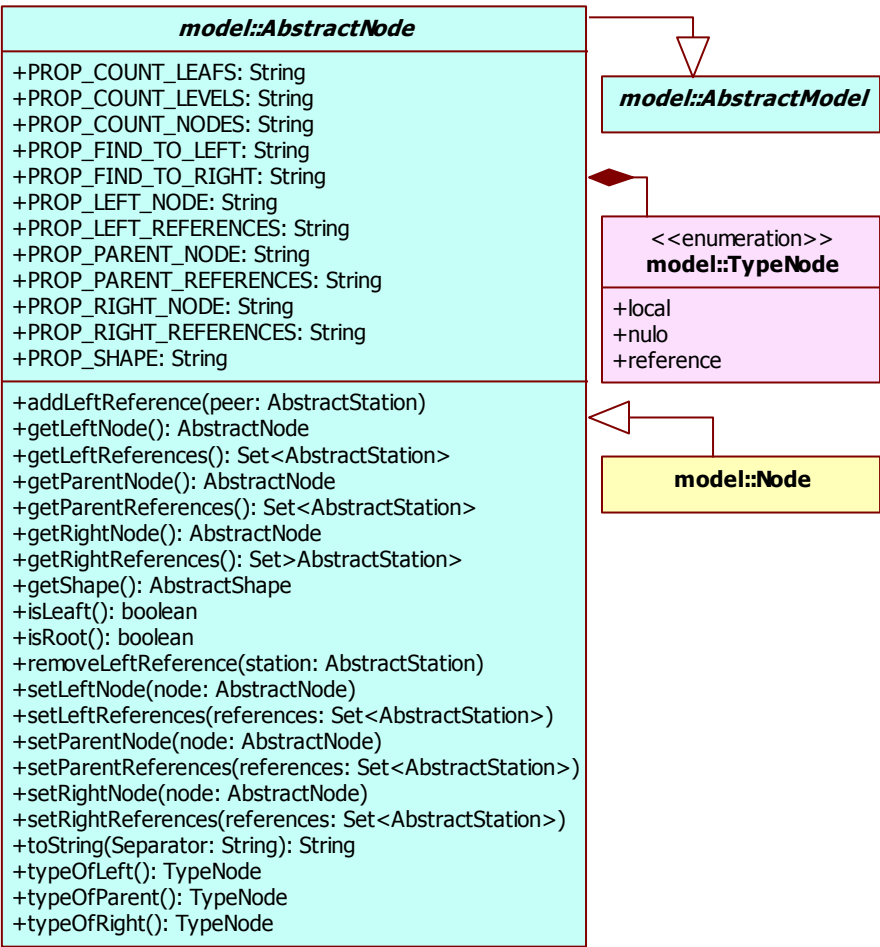 model::AbstractNode
+PROP_COUNT_LEAFS: String
+PROP_COUNT_LEVELS: String
+PROP_COUNT_NODES: String
+PROP_FIND_TO_LEFT: String
+PROP_FIND_TO_RIGHT: String
+PROP_LEFT_NODE: String
+PROP_LEFT_REFERENCES: String
+PROP_PARENT_NODE: String
+PROP_PARENT_REFERENCES: String
+PROP_RIGHT_NODE: String
+PROP_RIGHT_REFERENCES: String
+PROP_SHAPE: String
+addLeftReference(peer: AbstractStation)
+getLeftNode(): AbstractNode
+getLeftReferences(): Set<AbstractStation>
+getParentNode(): AbstractNode
+getParentReferences(): Set<AbstractStation>
+getRightNode(): AbstractNode
+getRightReferences(): Set>AbstractStation>
+getShape(): AbstractShape
+isLeaft(): boolean
+isRoot(): boolean
+removeLeftReference(station: AbstractStation)
+setLeftNode(node: AbstractNode)
+setLeftReferences(references: Set<AbstractStation>)
+setParentNode(node: AbstractNode)
+setParentReferences(references: Set<AbstractStation>)
+setRightNode(node: AbstractNode)
+setRightReferences(references: Set<AbstractStation>)
+toString(Separator: String): String
+typeOfLeft(): TypeNode
+typeOfParent(): TypeNode
+typeOfRight(): TypeNode
model::AbstractModel
<<enumeration>>
model::TypeNode
+local
+nulo
+reference
model::Node